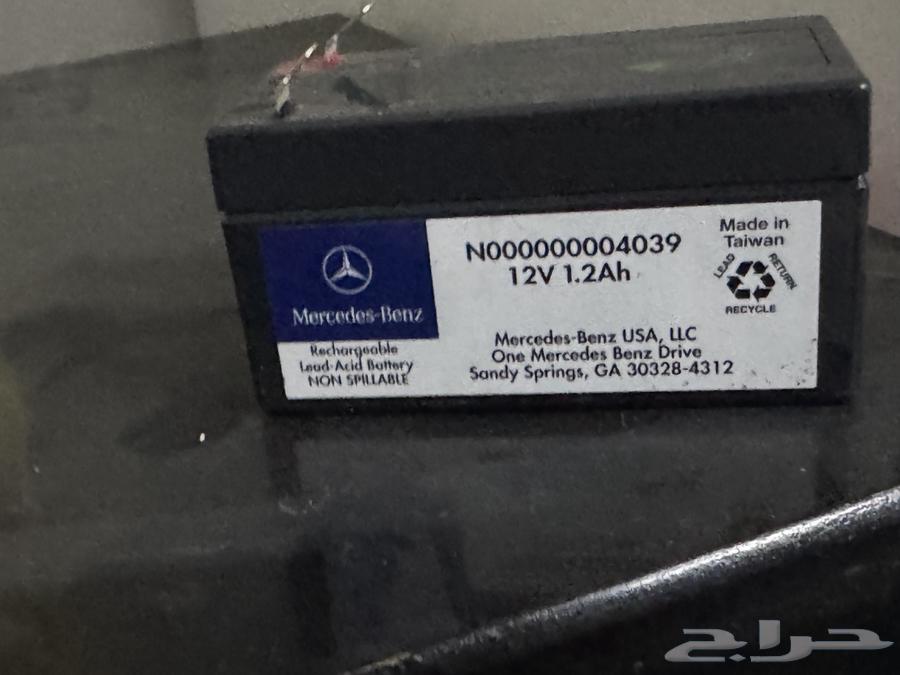 Mercedes-Benz
Rechargeable
Lead-Acid Battery
NON SPILLABLE
N000000004039
12V 1.2Ah
Mercedes-Benz USA, LLC
One Mercedes Benz Drive
Sandy Springs, GA 30328-4312
Made in
Taiwan
LEAD RETURN
RECYCLE
حراج